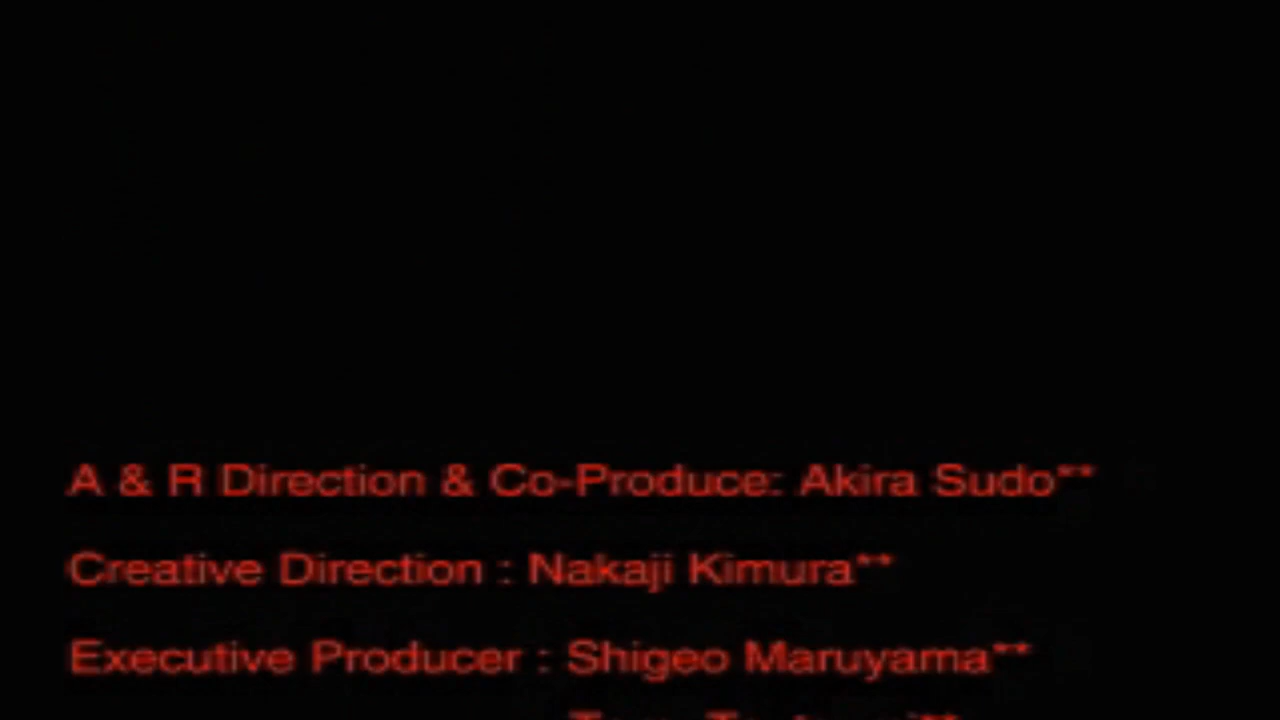 A & R Direction & Co-Produce: Akira Sudo**
Creative Direction : Nakaji Kimura**
Executive Producer : Shigeo Maruyama**